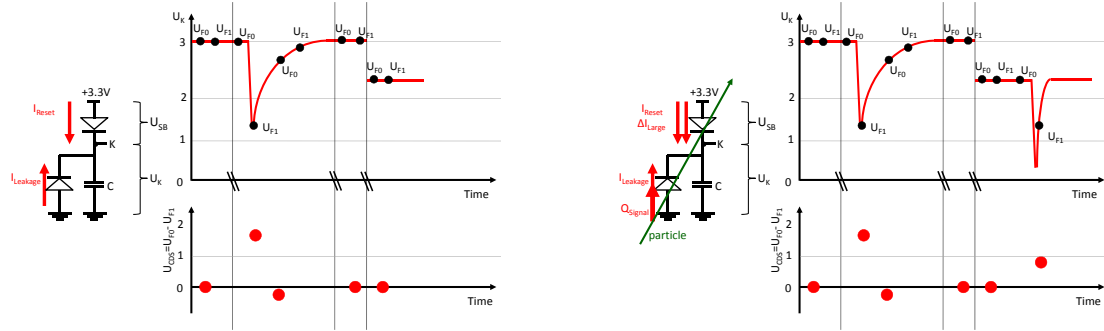 U_K
U_F0 U_F1 U_F0 U_F1 U_F0 U_F0 U_F1
3
U_F0
U_F0 U_F1
2
U_F1
1
0
Time
+3.3V
I_Reset
U_SB
K
I_Leakage
U_K
C
U_CDS=U_F0- U_F1
2
1
0
Time
U_K
U_F0 U_F1 U_F0 U_F1 U_F0 U_F1
3
U_F0
U_F0 U_F1 U_F0
2
U_F1
U_F1
1
0
Time
+3.3V
I_Reset
ΔI_Large
U_SB
K
I_Leakage
U_K
C
Q_Signal
particle
U_CDS=U_F0- U_F1
2
1
0
Time